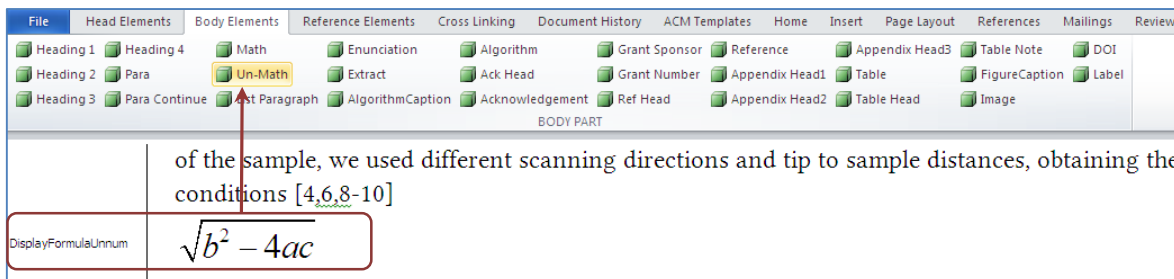 File Head Elements Body Elements Reference Elements Cross Linking Document History ACM Templates Home Insert Page Layout References Mailings Review
Heading 1 Heading 4 Math Enunciation Algorithm Grant Sponsor Reference Appendix Head3 Table Note DOI
Heading 2 Para Un-Math Extract Ack Head Grant Number Appendix Head1 Table FigureCaption Label
Heading 3 Para Continue List Paragraph AlgorithmCaption Acknowledgement Ref Head Appendix Head2 Table Head Image
BODY PART
of the sample, we used different scanning directions and tip to sample distances, obtaining the
conditions [4,6,8-10]
DisplayFormulaUnnum √b² − 4ac